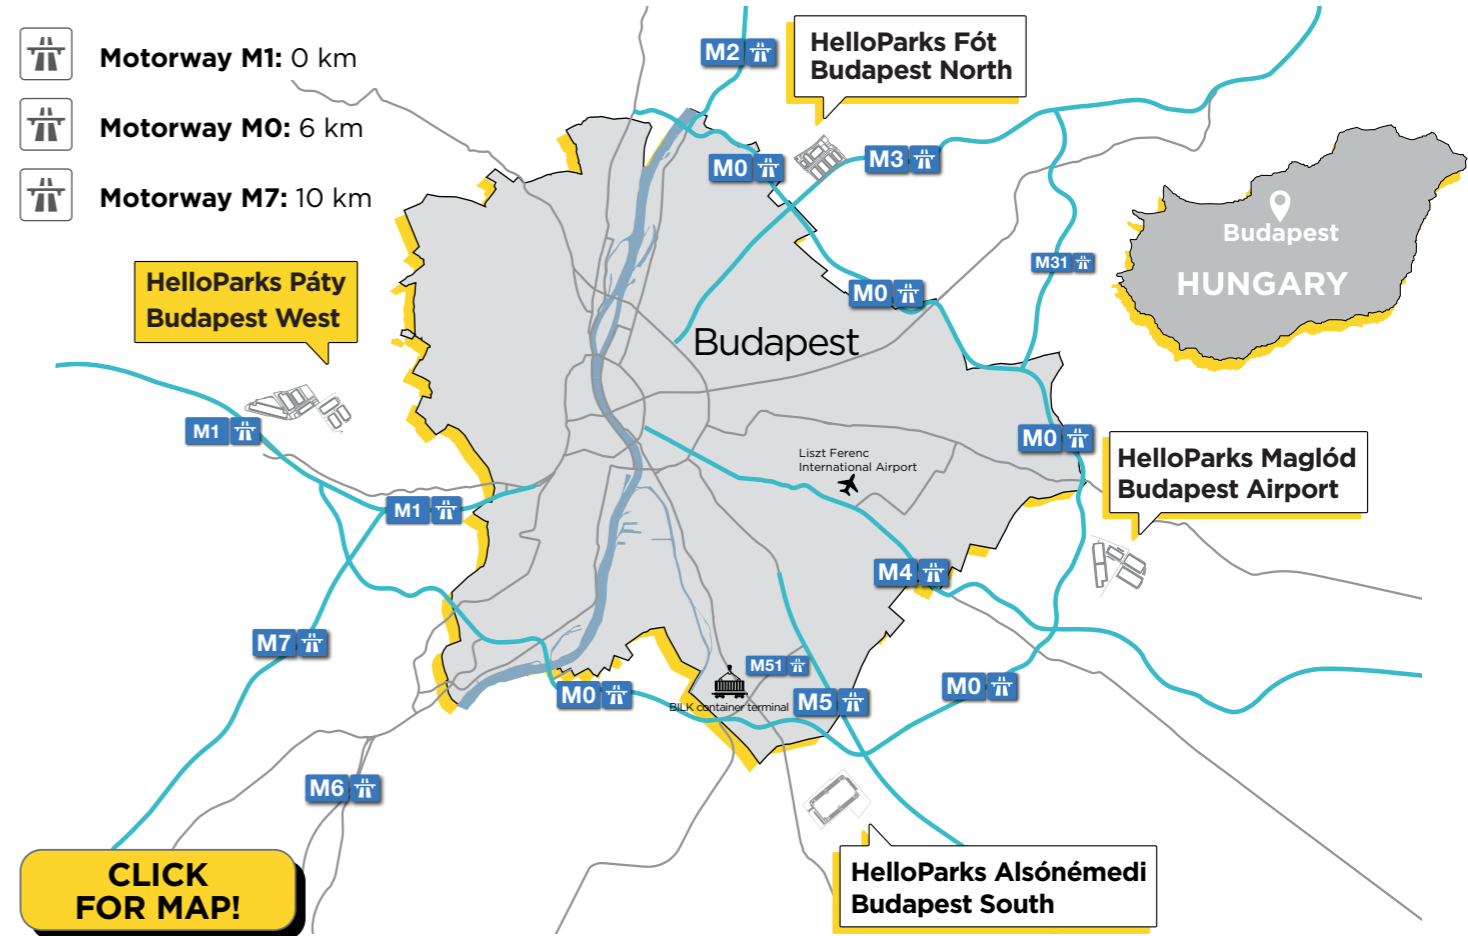 Motorway M1: 0 km
Motorway M0: 6 km
Motorway M7: 10 km
M2
HelloParks Fót
Budapest North
M0
M3
HelloParks Páty
Budapest West
M31
Budapest
HUNGARY
M0
Budapest
M1
M0
Liszt Ferenc
International Airport
HelloParks Maglód
Budapest Airport
M1
M4
M7
M51
M0
M0
M5
BILK container terminal
M6
HelloParks Alsónémedi
Budapest South
CLICK
FOR MAP!